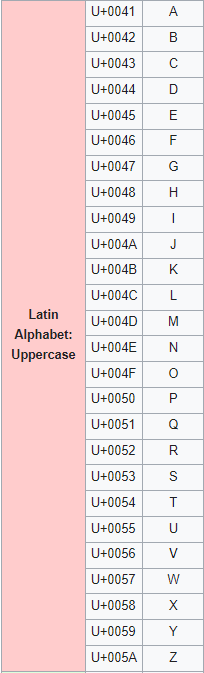 U+0041 A
U+0042 B
U+0043 C
U+0044 D
U+0045 E
U+0046 F
U+0047 G
U+0048 H
U+0049 I
U+004A J
U+004B K
U+004C L
Latin
Alphabet:
Uppercase
U+004D M
U+004E N
U+004F O
U+0050 P
U+0051 Q
U+0052 R
U+0053 S
U+0054 T
U+0055 U
U+0056 V
U+0057 W
U+0058 X
U+0059 Y
U+005A Z